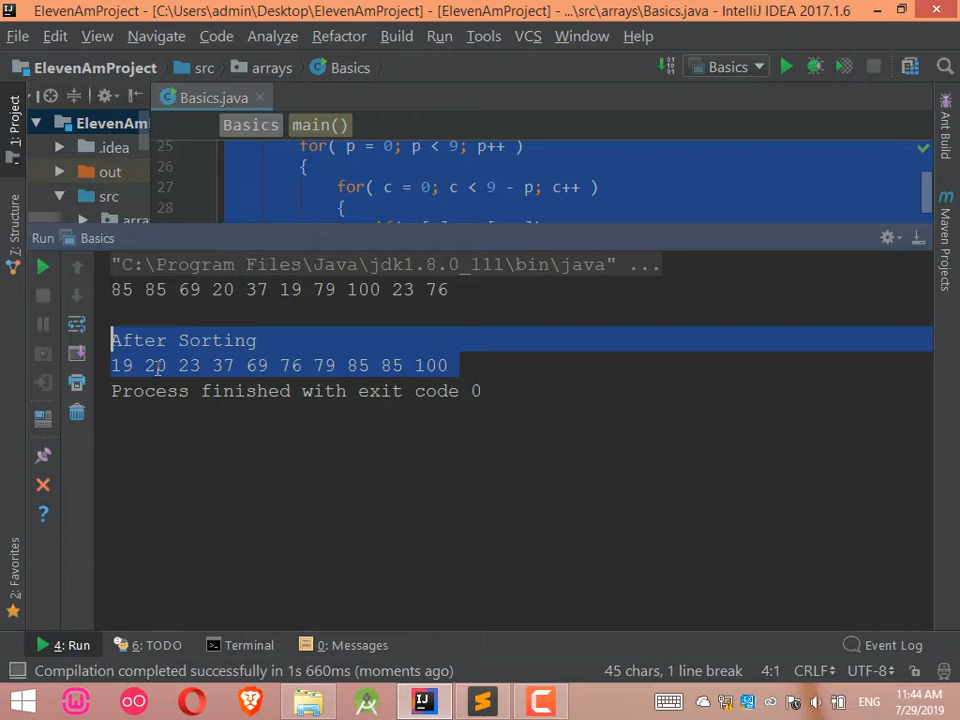 ElevenAmProject - [C:\Users\admin\Desktop\ElevenAmProject] - [ElevenAmProject] - ...\src\arrays\Basics.java - IntelliJ IDEA 2017.1.6
File Edit View Navigate Code Analyze Refactor Build Run Tools VCS Window Help
ElevenAmProject src arrays Basics
Basics
Basics.java
1: Project
ElevenAm
Basics main()
.idea
out
src
arra
25 for( p = 0; p < 9; p++ )
26 {
27 for( c = 0; c < 9 - p; c++ )
28 {
Ant Build
Maven Projects
Z: Structure
2: Favorites
Run Basics
"C:\Program Files\Java\jdk1.8.0_111\bin\java" ...
85 85 69 20 37 19 79 100 23 76
After Sorting
19 20 23 37 69 76 79 85 85 100
Process finished with exit code 0
4: Run 6: TODO Terminal 0: Messages Event Log
Compilation completed successfully in 1s 660ms (moments ago) 45 chars, 1 line break 4:1 CRLF UTF-8
ENG
11:44 AM
7/29/2019